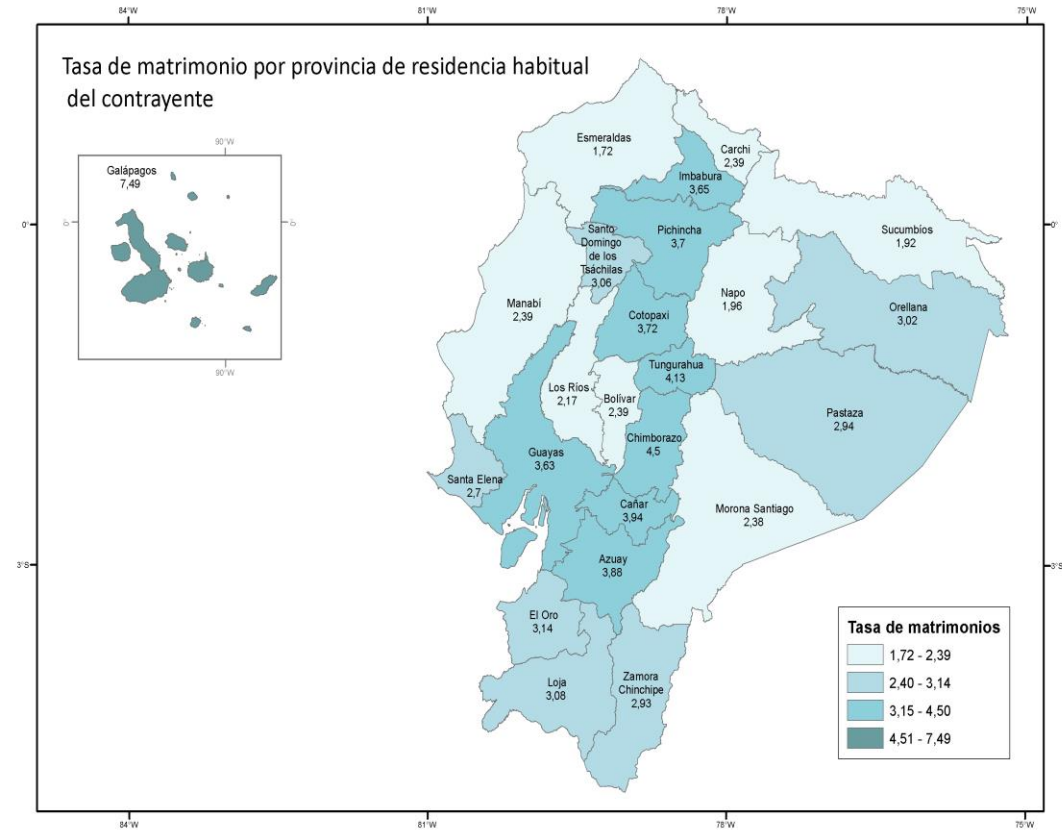 84°W
81°W
78°W
75°W
Tasa de matrimonio por provincia de residencia habitual
del contrayente
90°W
Galápagos
7,49
0°
0°
90°W
Esmeraldas
1,72
Carchi
2,39
Imbabura
3,65
0°
0°
Pichincha
3,7
Santo
Domingo
de los
Tsáchilas
3,06
Sucumbíos
1,92
Manabí
2,39
Napo
1,96
Orellana
3,02
Cotopaxi
3,72
Tungurahua
4,13
Los Ríos
2,17
Bolívar
2,39
Pastaza
2,94
Chimborazo
4,5
Guayas
3,63
Santa Elena
2,7
Cañar
3,94
Morona Santiago
2,38
Azuay
3,88
3°S
3°S
El Oro
3,14
Loja
3,08
Zamora
Chinchipe
2,93
Tasa de matrimonios
1,72 - 2,39
2,40 - 3,14
3,15 - 4,50
4,51 - 7,49
84°W
81°W
78°W
75°W